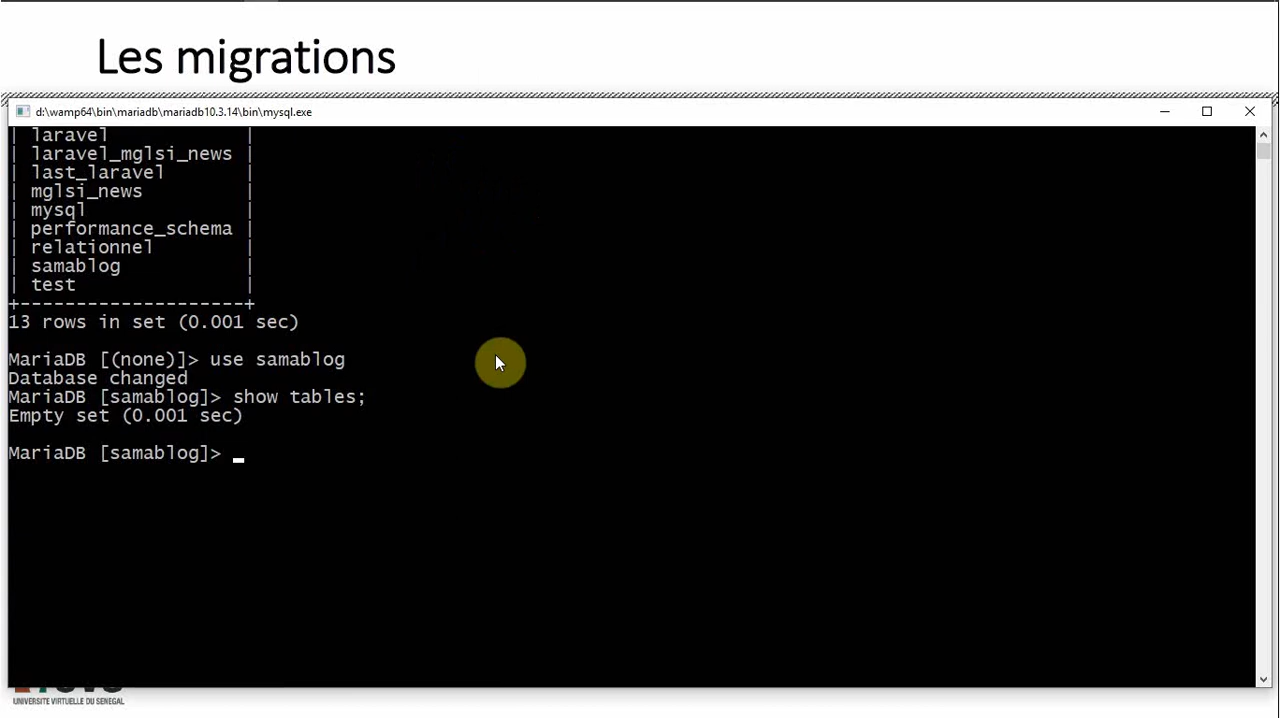 Les migrations
d:\wamp64\bin\mariadb\mariadb10.3.14\bin\mysql.exe
| laravel |
| laravel_mglsi_news |
| last_laravel |
| mglsi_news |
| mysql |
| performance_schema |
| relationnel |
| samablog |
| test |
+--------------------+
13 rows in set (0.001 sec)
MariaDB [(none)]> use samablog
Database changed
MariaDB [samablog]> show tables;
Empty set (0.001 sec)
MariaDB [samablog]> _
UNIVERSITE VIRTUELLE DU SENEGAL